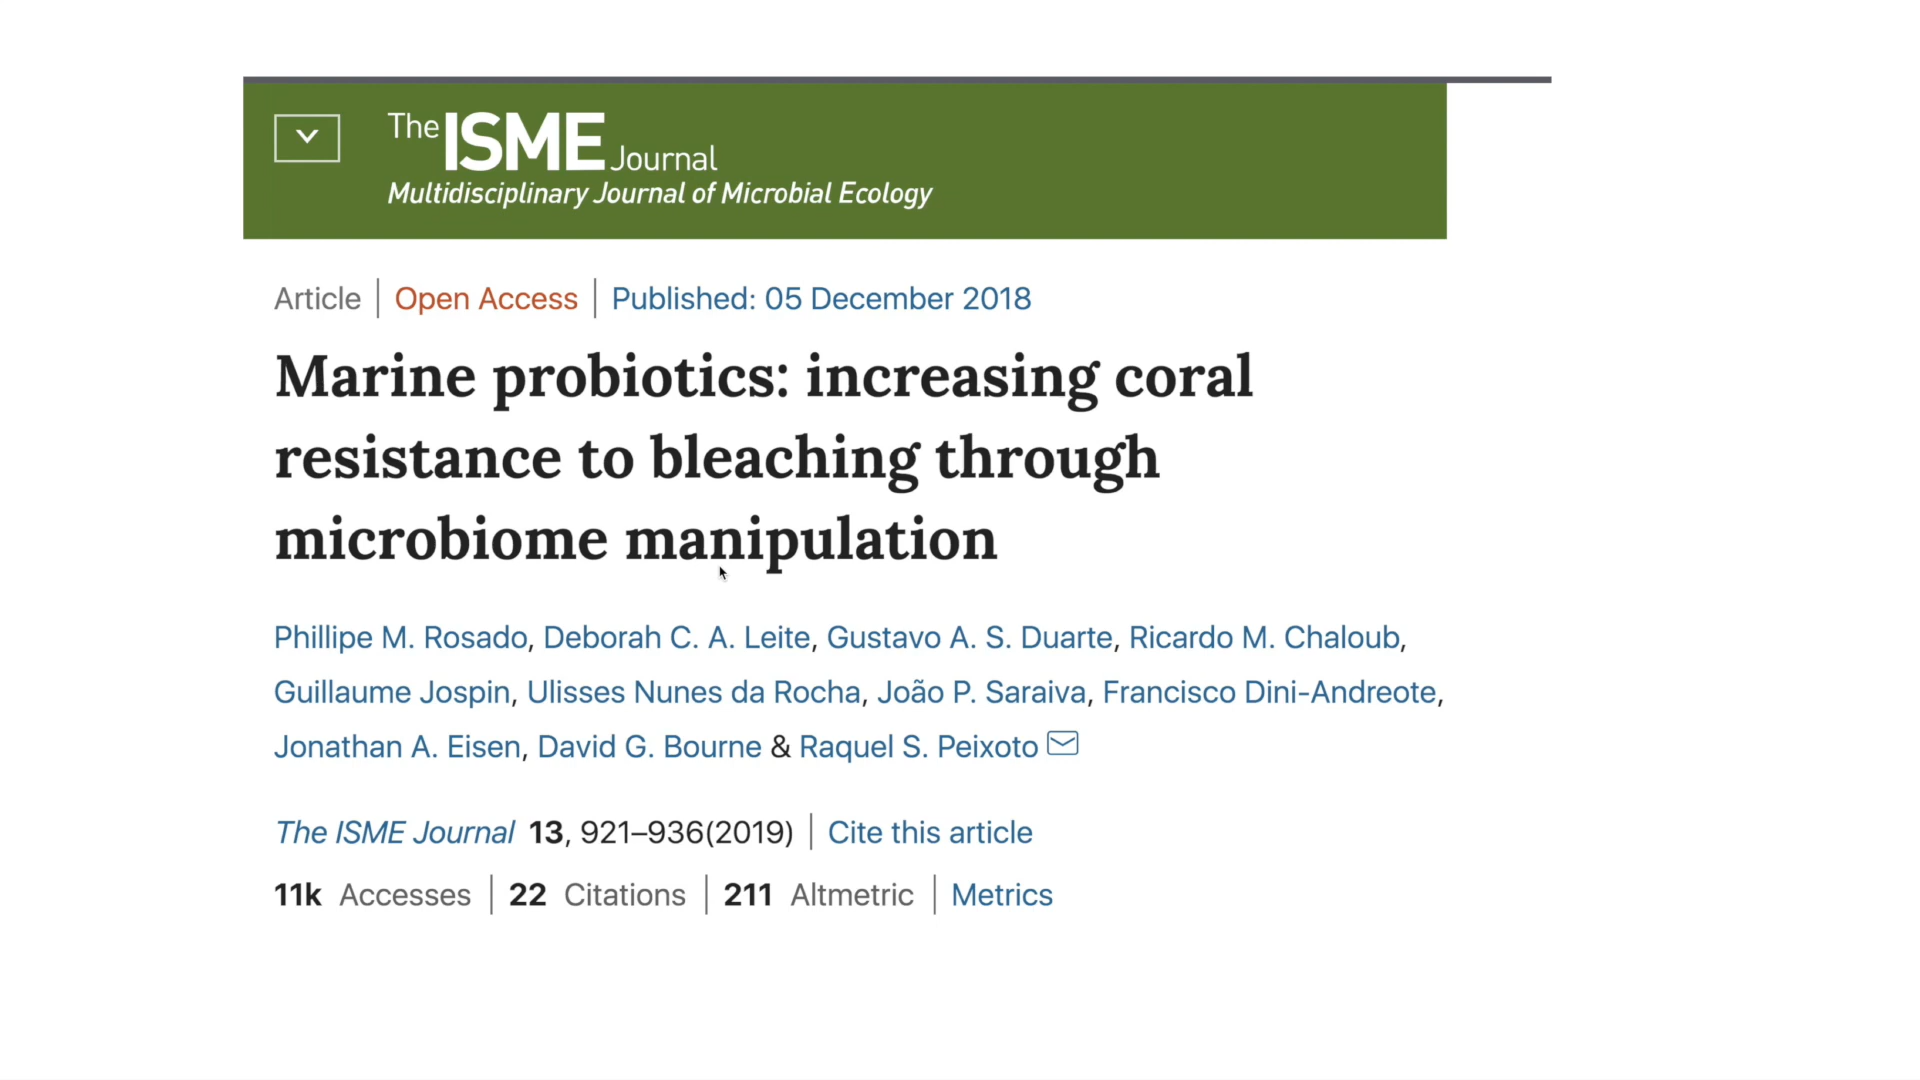 The ISME Journal
Multidisciplinary Journal of Microbial Ecology
Article | Open Access | Published: 05 December 2018
Marine probiotics: increasing coral
resistance to bleaching through
microbiome manipulation
Phillipe M. Rosado, Deborah C. A. Leite, Gustavo A. S. Duarte, Ricardo M. Chaloub,
Guillaume Jospin, Ulisses Nunes da Rocha, João P. Saraiva, Francisco Dini-Andreote,
Jonathan A. Eisen, David G. Bourne & Raquel S. Peixoto
The ISME Journal 13, 921–936(2019) | Cite this article
11k Accesses | 22 Citations | 211 Altmetric | Metrics